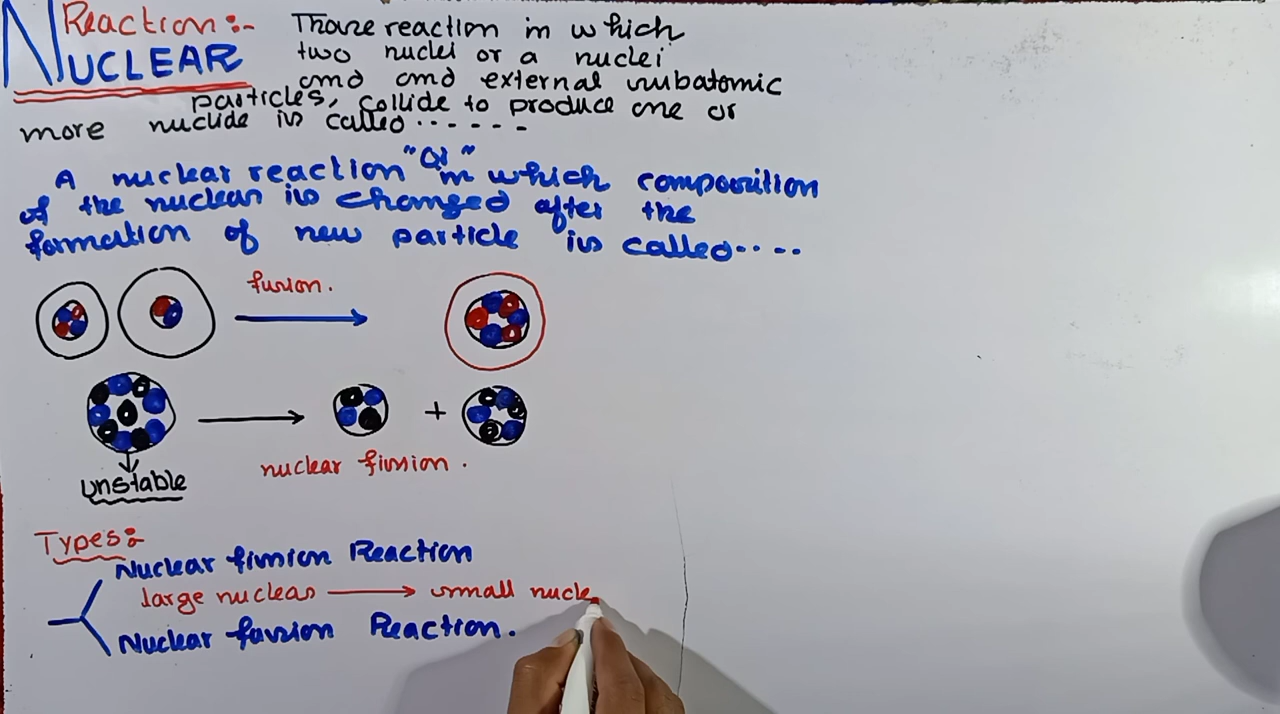 Reaction:-
NUCLEAR
Those reaction in which
two nuclei or a nuclei
and and external subatomic
particles, collide to produce one or
more nuclide is called......
"Or"
A nuclear reaction in which composition
of the nuclear is changed after the
formation of new particle is called....
fusion.
+
nuclear fission.
unstable
Types:
Nuclear fission Reaction
large nuclear → small nucle
Nuclear fusion Reaction.